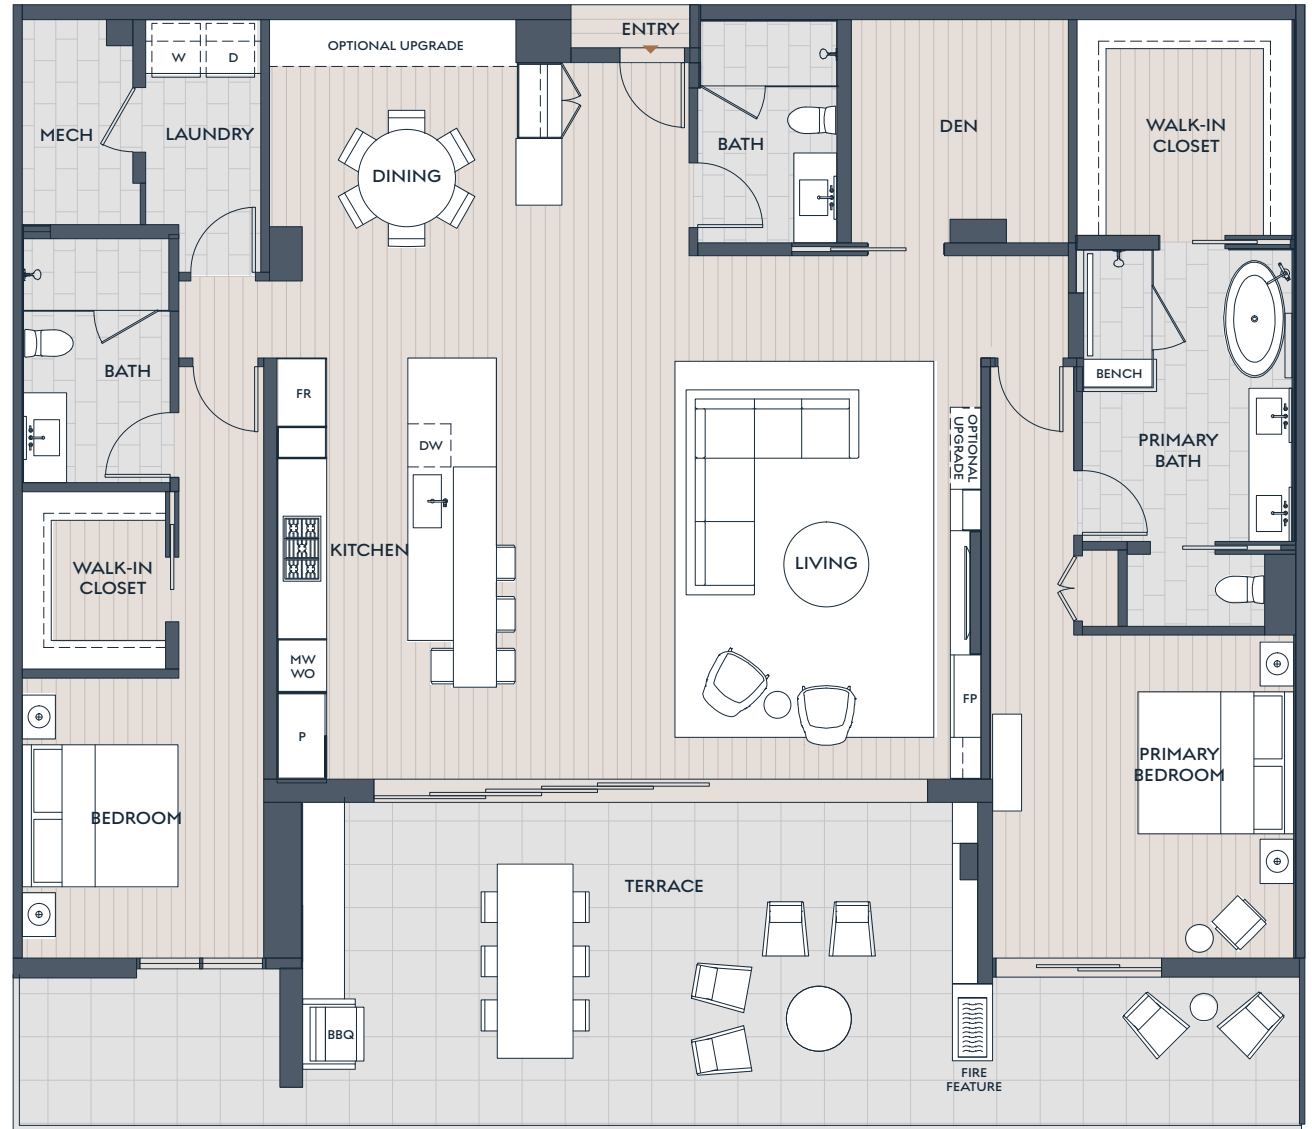 ENTRY
OPTIONAL UPGRADE
W
D
MECH
LAUNDRY
DINING
BATH
DEN
WALK-IN
CLOSET
BATH
BENCH
FR
DW
OPTIONAL
UPGRADE
PRIMARY
BATH
KITCHEN
LIVING
WALK-IN
CLOSET
MW
WO
FP
P
PRIMARY
BEDROOM
BEDROOM
TERRACE
BBQ
FIRE
FEATURE